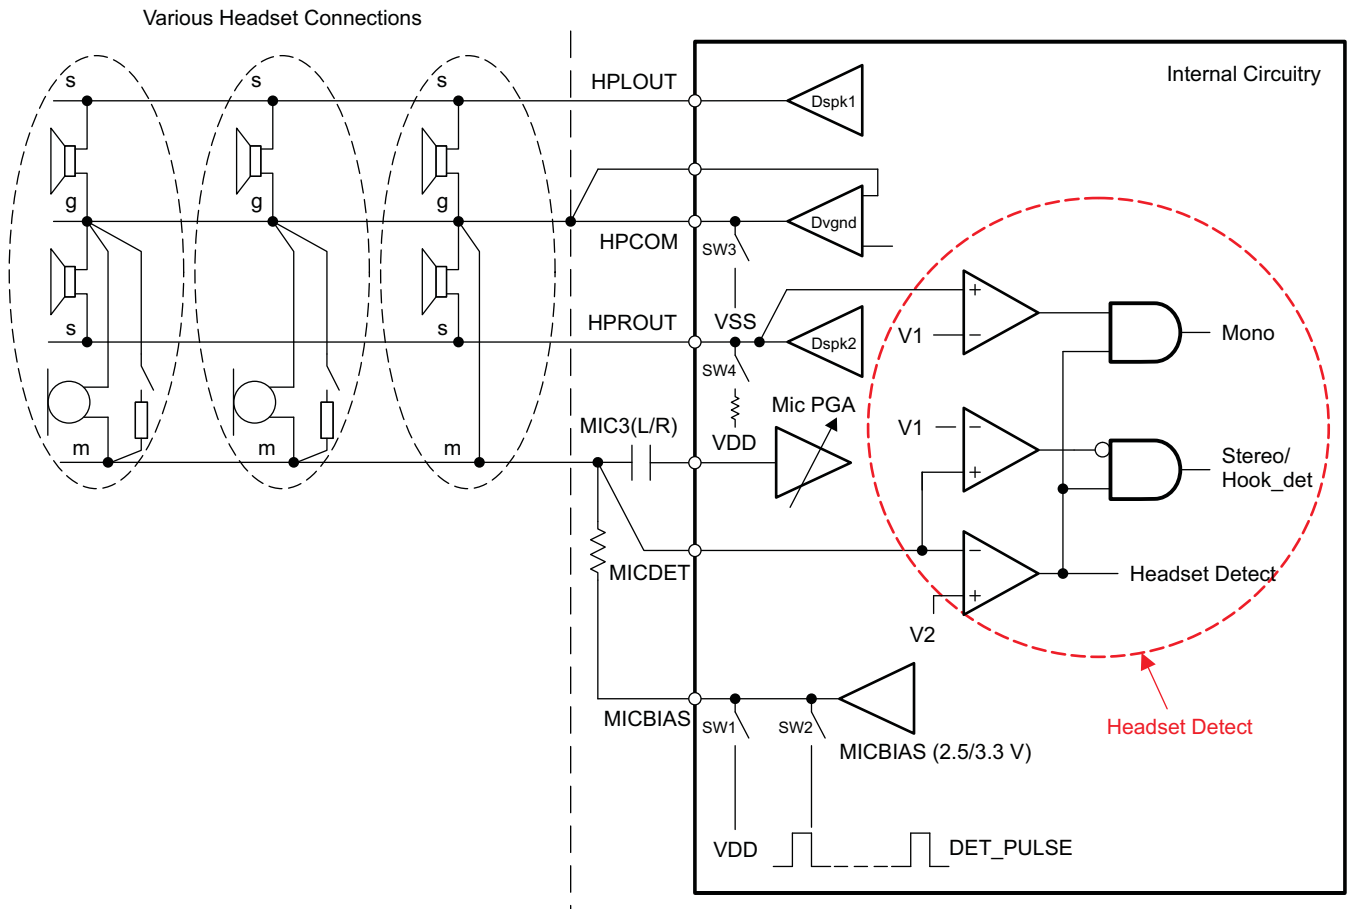 Various Headset Connections
Internal Circuitry
s
s
s
HPLOUT
Dspk1
g
g
g
HPCOM
Dvgnd
SW3
s
s
HPROUT
VSS
Dspk2
SW4
VDD
+
V1
−
Mono
m
m
m
MIC3(L/R)
Mic PGA
V1
−
+
Stereo/
Hook_det
MICDET
−
+
V2
Headset Detect
MICBIAS
SW1
SW2
MICBIAS (2.5/3.3 V)
Headset Detect
VDD
DET_PULSE